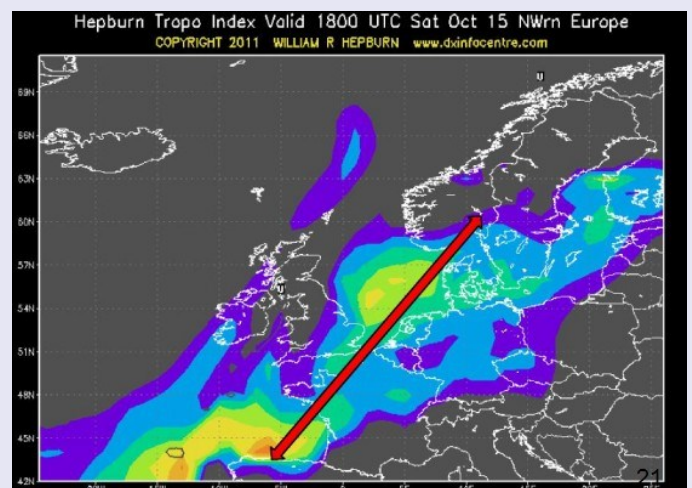 Hepburn Tropo Index Valid 1800 UTC Sat Oct 15 NWrn Europe
COPYRIGHT 2011 WILLIAM R HEPBURN www.dxinfocentre.com
U
69N
66N
63N
60N
57N
U
54N
51N
48N
45N
42N
21